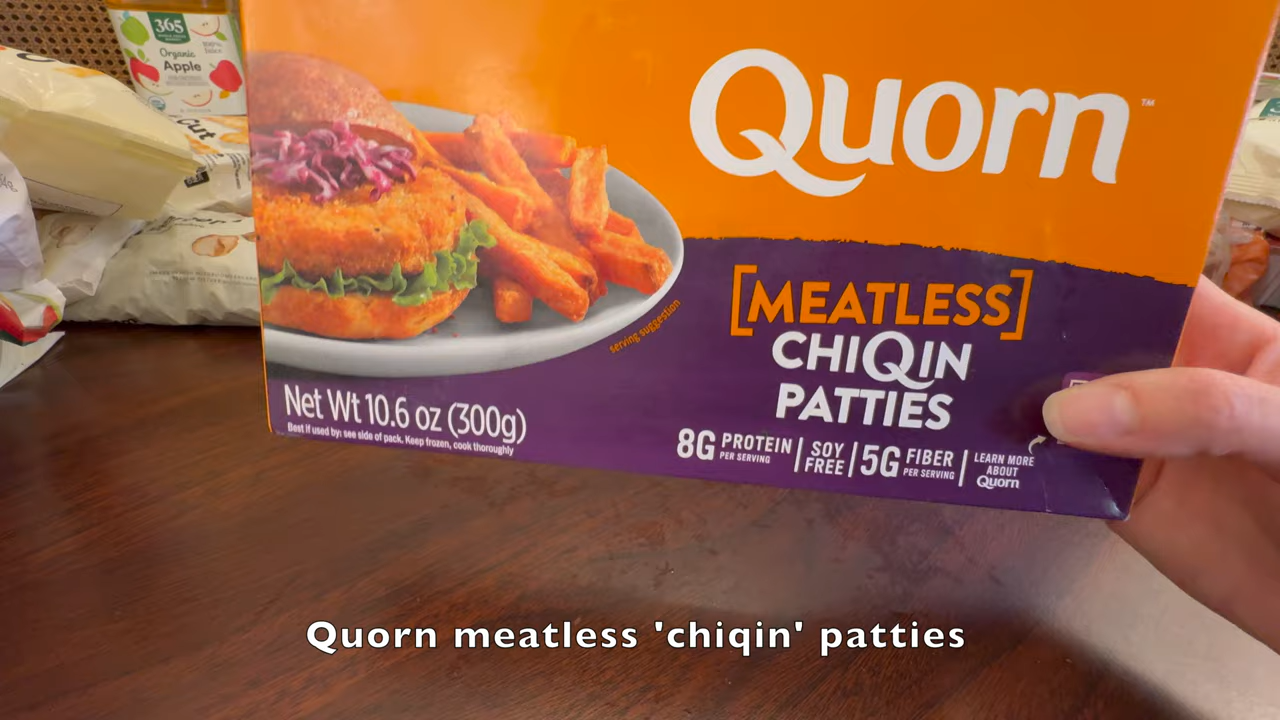 365
Organic
Apple
Quorn™
[MEATLESS]
CHIQIN
PATTIES
serving suggestion
Net Wt 10.6 oz (300g)
Best if used by: see side of pack. Keep frozen, cook thoroughly
8G PROTEIN PER SERVING | SOY FREE | 5G FIBER PER SERVING | LEARN MORE ABOUT Quorn
Quorn meatless 'chiqin' patties